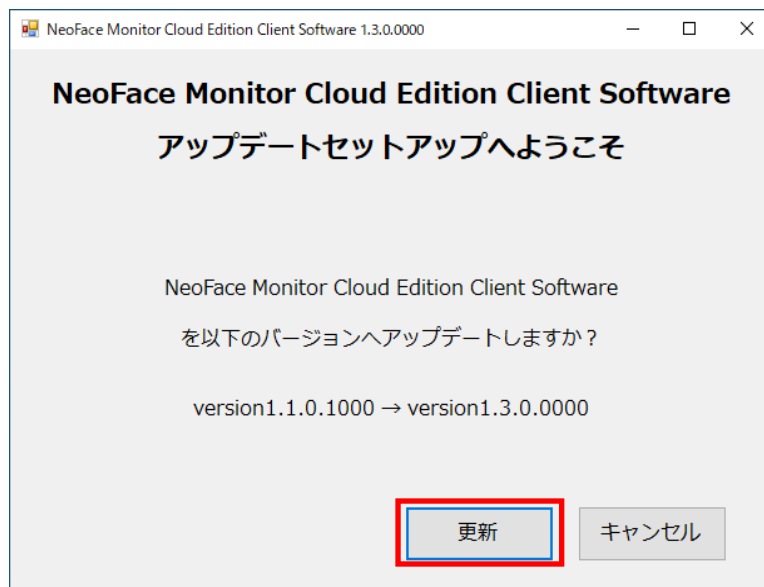 NeoFace Monitor Cloud Edition Client Software 1.3.0.0000
NeoFace Monitor Cloud Edition Client Software
アップデートセットアップへようこそ
NeoFace Monitor Cloud Edition Client Software
を以下のバージョンへアップデートしますか？
version1.1.0.1000 → version1.3.0.0000
更新
キャンセル